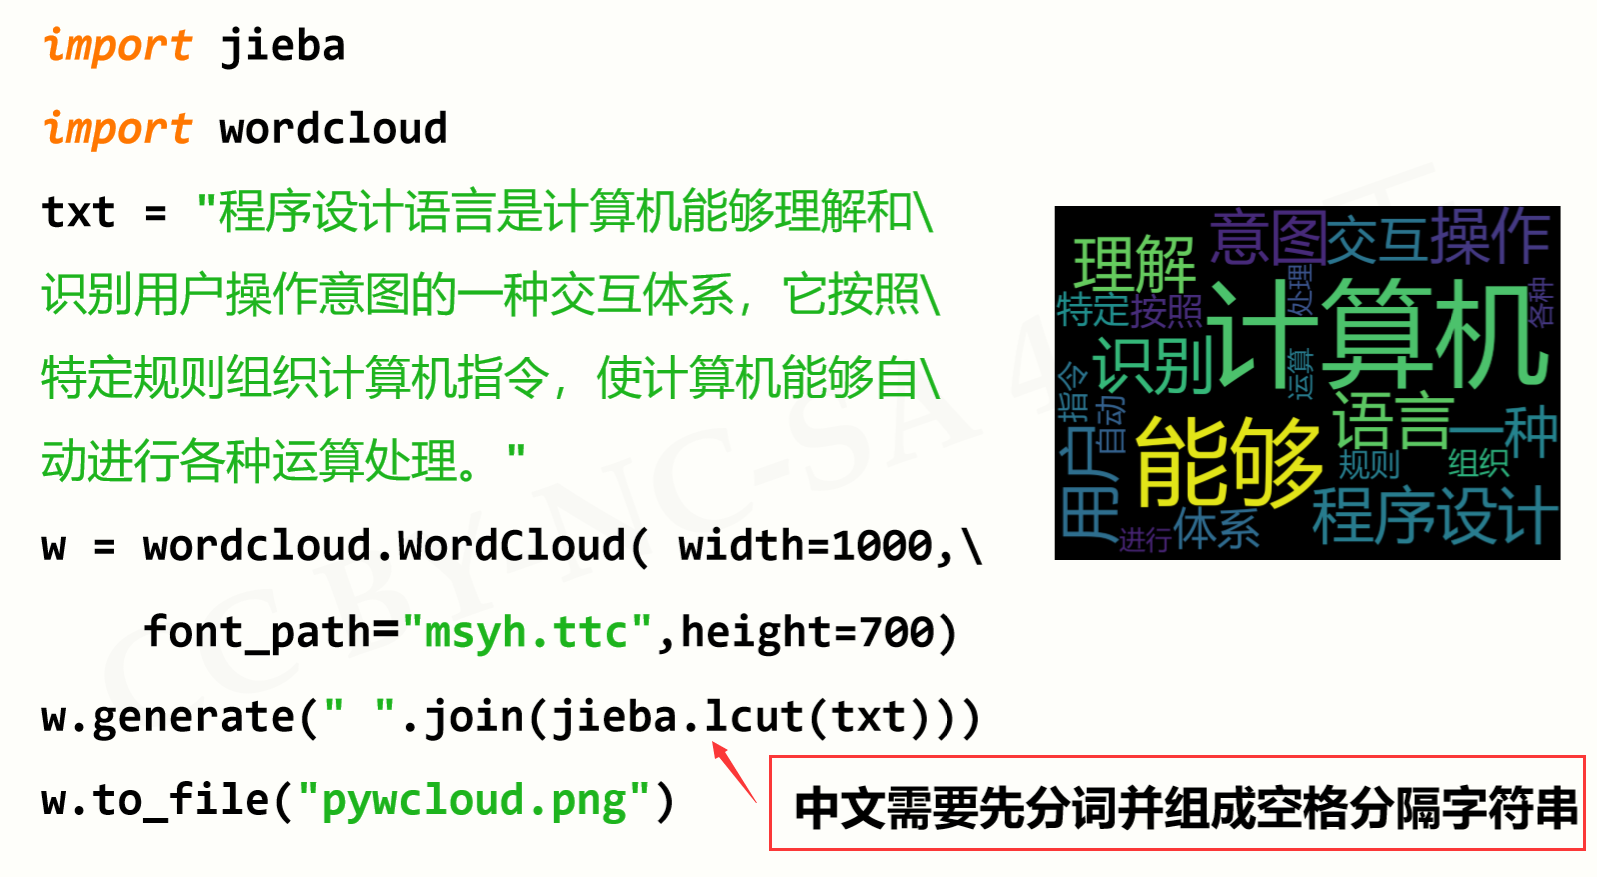 import jieba
import wordcloud
txt = "程序设计语言是计算机能够理解和\
识别用户操作意图的一种交互体系，它按照\
特定规则组织计算机指令，使计算机能够自\
动进行各种运算处理。"
w = wordcloud.WordCloud( width=1000,\
font_path="msyh.ttc",height=700)
w.generate(" ".join(jieba.lcut(txt)))
w.to_file("pywcloud.png")
中文需要先分词并组成空格分隔字符串
意图
交互
操作
理解
处理
各种
特定
按照
计算机
识别
运算
指令
自动
语言
一种
能够
用户
规则
组织
程序设计
进行
体系
CC BY-NC-SA 4